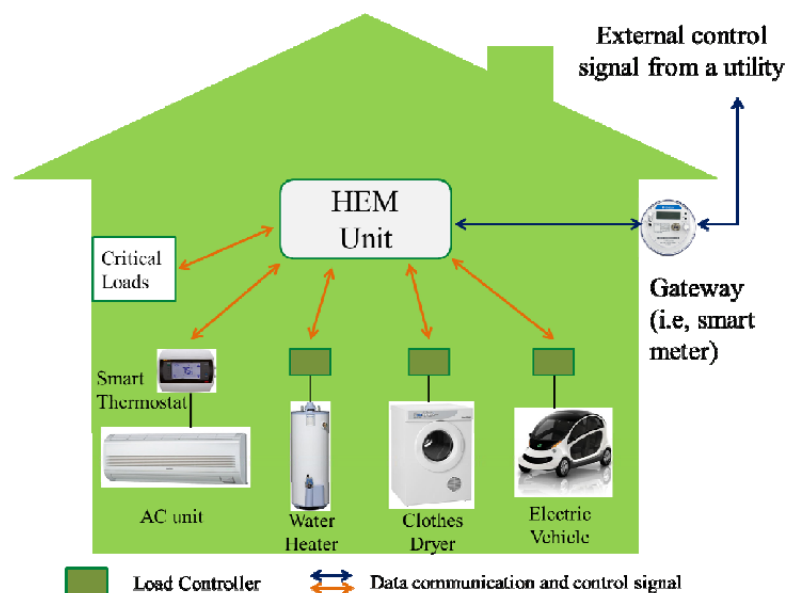 External control
signal from a utility
HEM
Unit
Critical
Loads
Gateway
(i.e, smart
meter)
Smart
Thermostat
AC unit
Water
Heater
Clothes
Dryer
Electric
Vehicle
Load Controller
Data communication and control signal